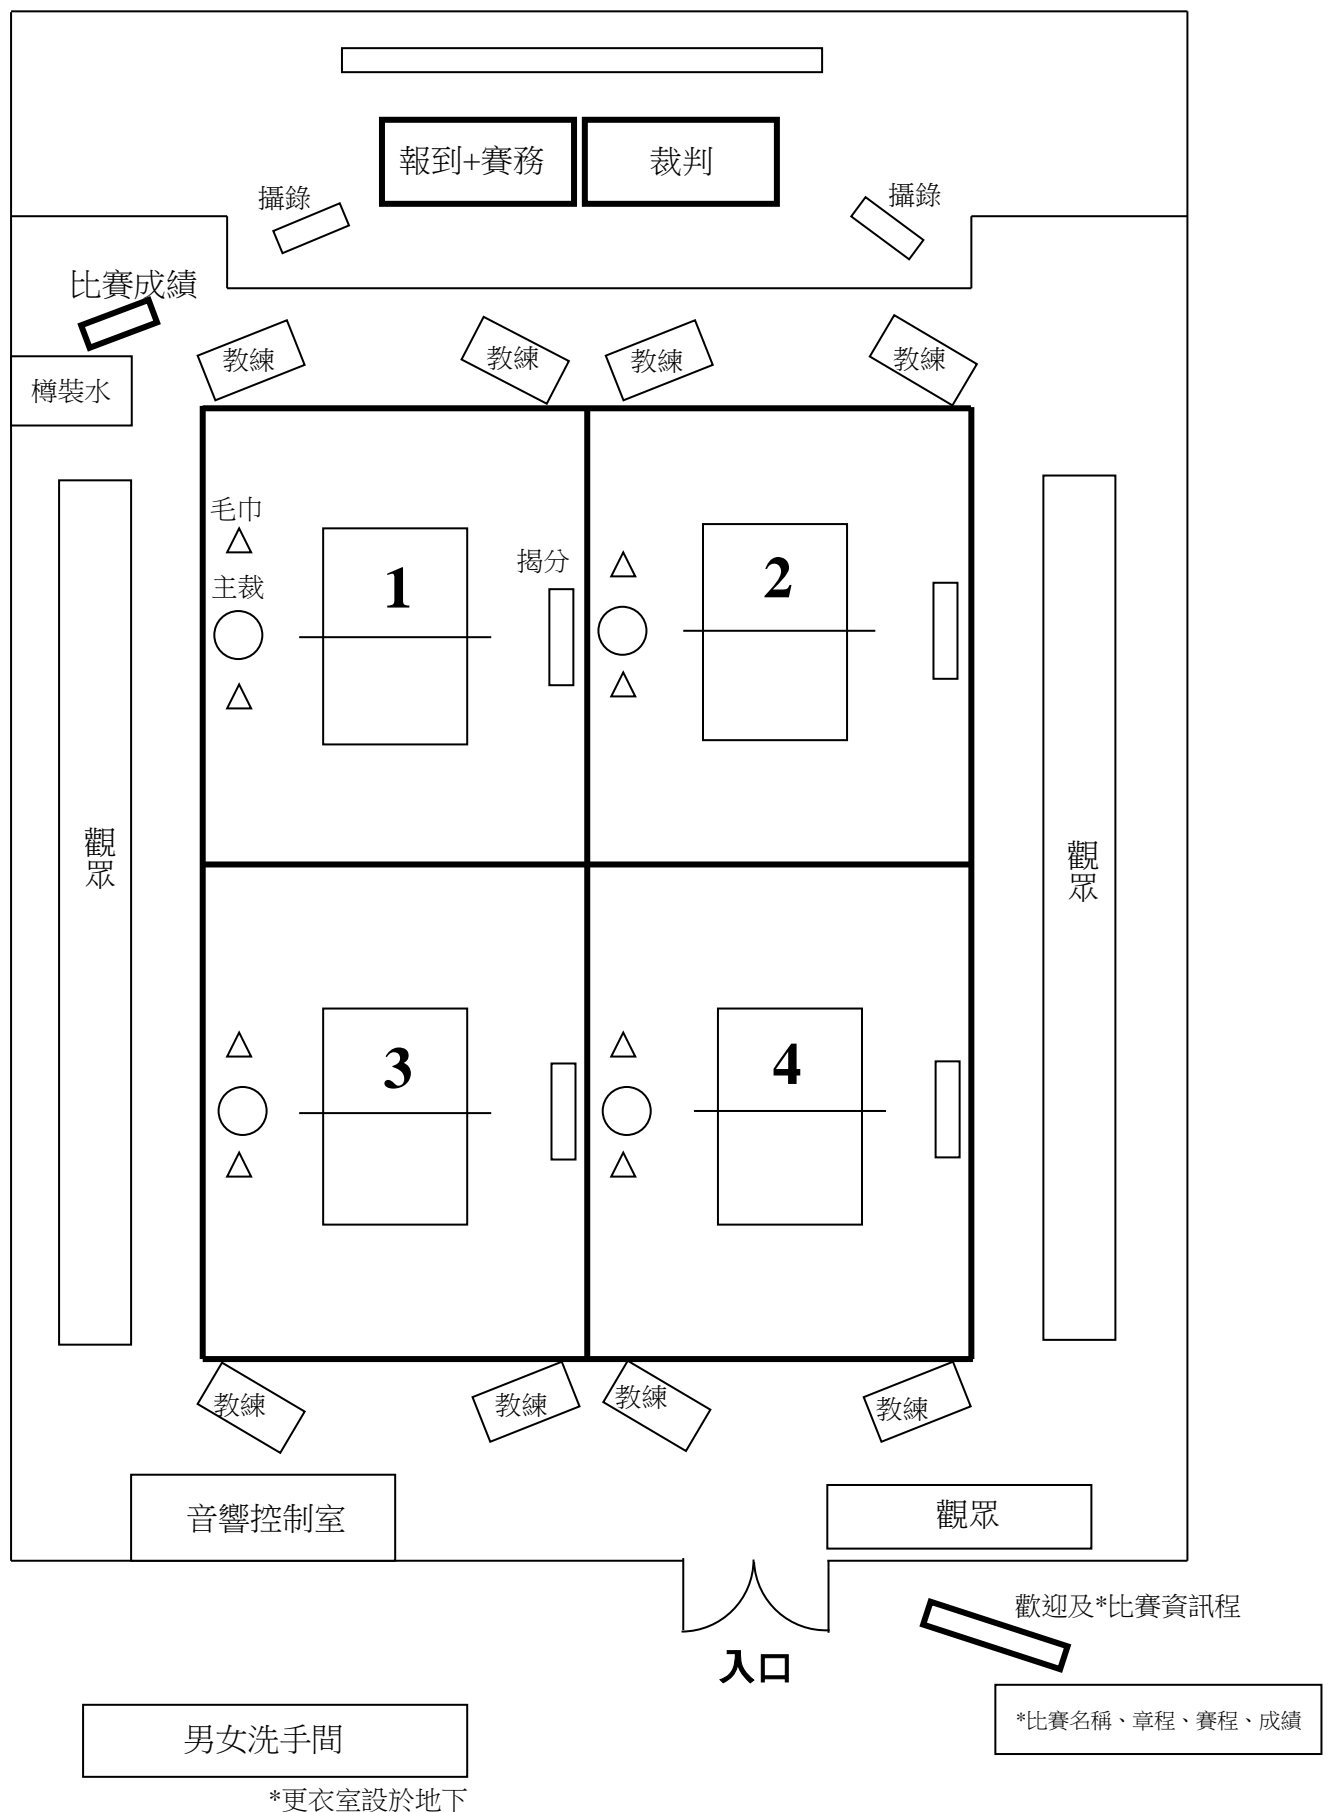 報到+賽務
裁判
攝錄
攝錄
比賽成績
教練
教練
教練
教練
樽裝水
毛巾
主裁
1
揭分
2
觀眾
觀眾
3
4
教練
教練
教練
教練
音響控制室
觀眾
歡迎及*比賽資訊程
入口
*比賽名稱、章程、賽程、成績
男女洗手間
*更衣室設於地下